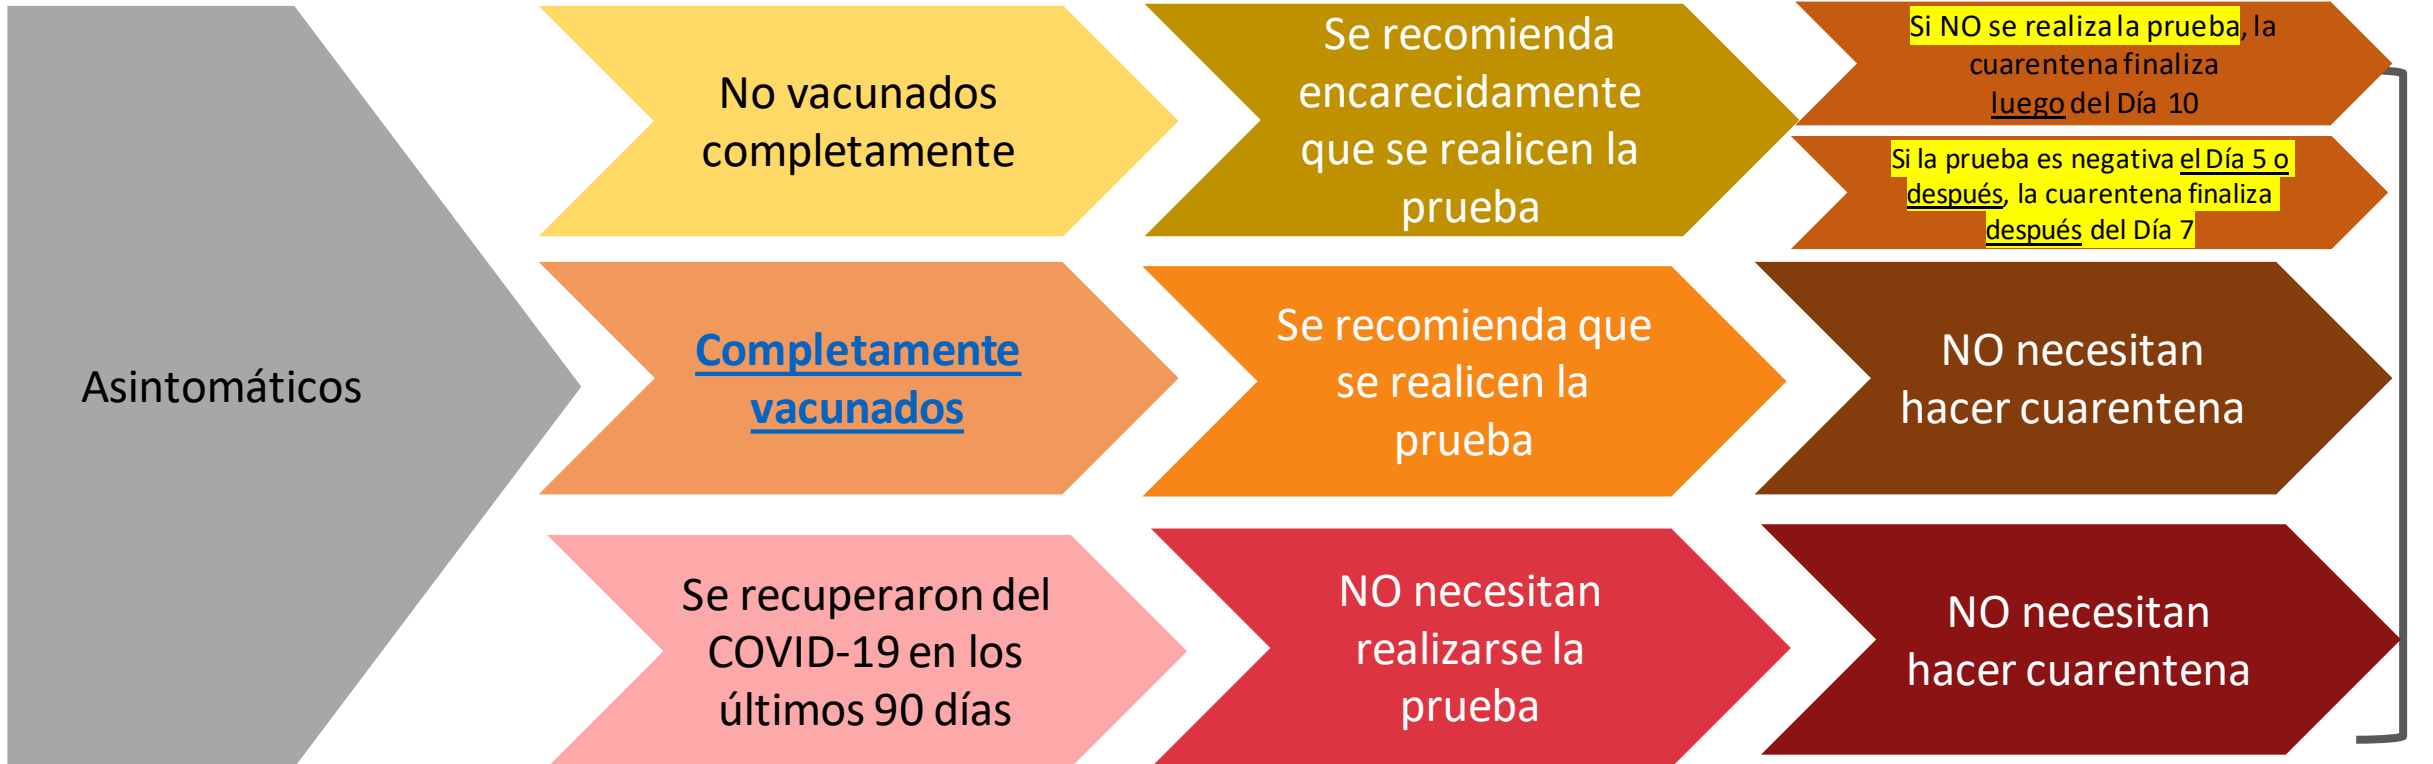 Asintomáticos
No vacunados
completamente
Se recomienda
encarecidamente
que se realicen la
prueba
Si NO se realiza la prueba, la
cuarentena finaliza
luego del Día 10
Si la prueba es negativa el Día 5 o
después, la cuarentena finaliza
después del Día 7
Completamente
vacunados
Se recomienda que
se realicen la
prueba
NO necesitan
hacer cuarentena
Se recuperaron del
COVID-19 en los
últimos 90 días
NO necesitan
realizarse la
prueba
NO necesitan
hacer cuarentena